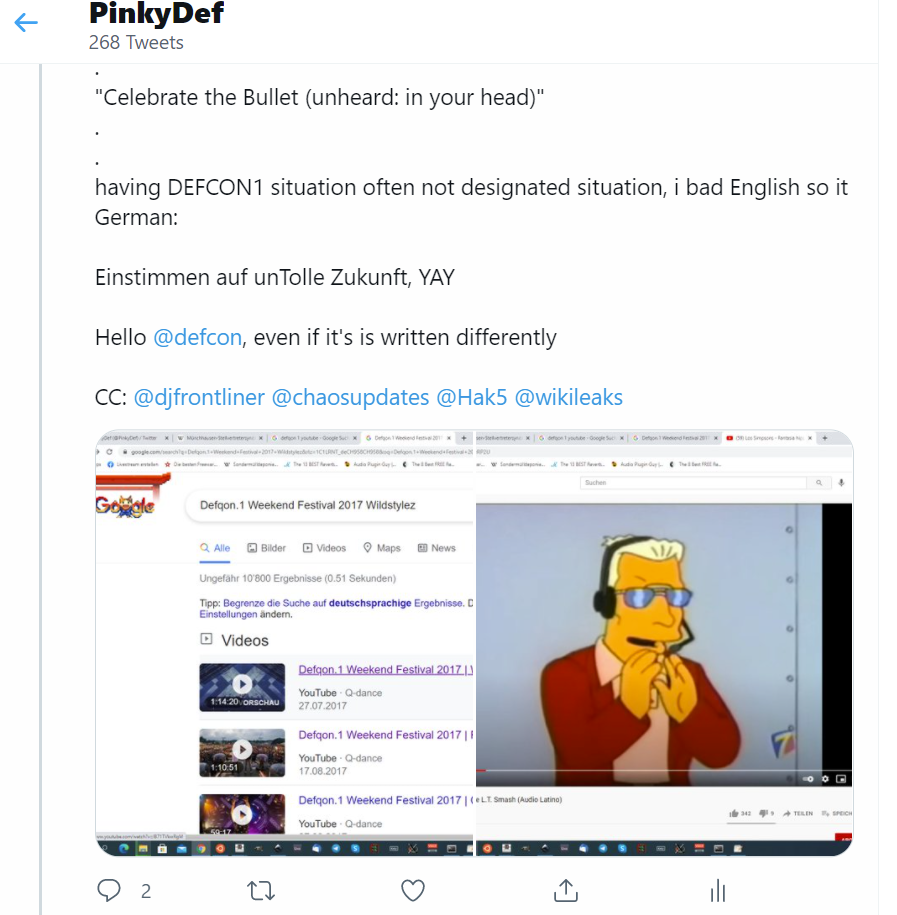 PinkyDef
268 Tweets
.
"Celebrate the Bullet (unheard: in your head)"
.
.
having DEFCON1 situation often not designated situation, i bad English so it
German:
Einstimmen auf unTolle Zukunft, YAY
Hello @defcon, even if it's is written differently
CC: @djfrontliner @chaosupdates @Hak5 @wikileaks
Google
Defqon.1 Weekend Festival 2017 Wildstylez
Alle Bilder Videos Maps News
Ungefähr 10'800 Ergebnisse (0.51 Sekunden)
Tipp: Begrenze die Suche auf deutschsprachige Ergebnisse. D
Einstellungen ändern.
Videos
Defqon.1 Weekend Festival 2017 |
YouTube · Q-dance
27.07.2017
1:14:20 VORSCHAU
Defqon.1 Weekend Festival 2017 |
YouTube · Q-dance
17.08.2017
1:10:51
Defqon.1 Weekend Festival 2017 |
YouTube · Q-dance
59:17
Suchen
e L.T. Smash (Audio Latino)
342 9 TEILEN SPEICH
2